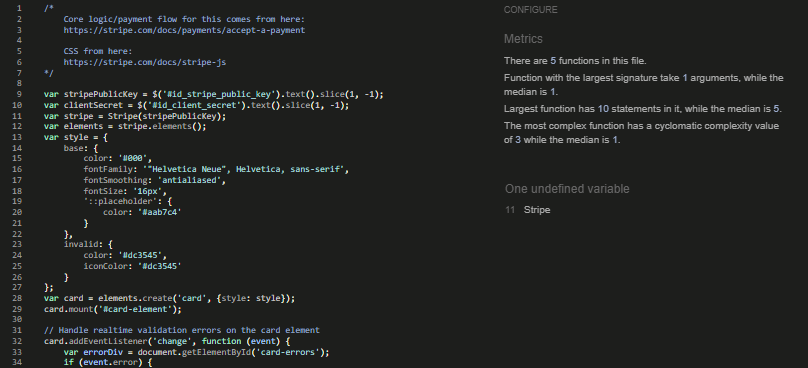 1 /*
2 Core logic/payment flow for this comes from here:
3 https://stripe.com/docs/payments/accept-a-payment
4
5 CSS from here:
6 https://stripe.com/docs/stripe-js
7 */
8
9 var stripePublicKey = $('#id_stripe_public_key').text().slice(1, -1);
10 var clientSecret = $('#id_client_secret').text().slice(1, -1);
11 var stripe = Stripe(stripePublicKey);
12 var elements = stripe.elements();
13 var style = {
14 base: {
15 color: '#000',
16 fontFamily: '"Helvetica Neue", Helvetica, sans-serif',
17 fontSmoothing: 'antialiased',
18 fontSize: '16px',
19 '::placeholder': {
20 color: '#aab7c4'
21 }
22 },
23 invalid: {
24 color: '#dc3545',
25 iconColor: '#dc3545'
26 }
27 };
28 var card = elements.create('card', {style: style});
29 card.mount('#card-element');
30
31 // Handle realtime validation errors on the card element
32 card.addEventListener('change', function (event) {
33 var errorDiv = document.getElementById('card-errors');
34 if (event.error) {
CONFIGURE
Metrics
There are 5 functions in this file.
Function with the largest signature take 1 arguments, while the
median is 1.
Largest function has 10 statements in it, while the median is 5.
The most complex function has a cyclomatic complexity value
of 3 while the median is 1.
One undefined variable
11 Stripe